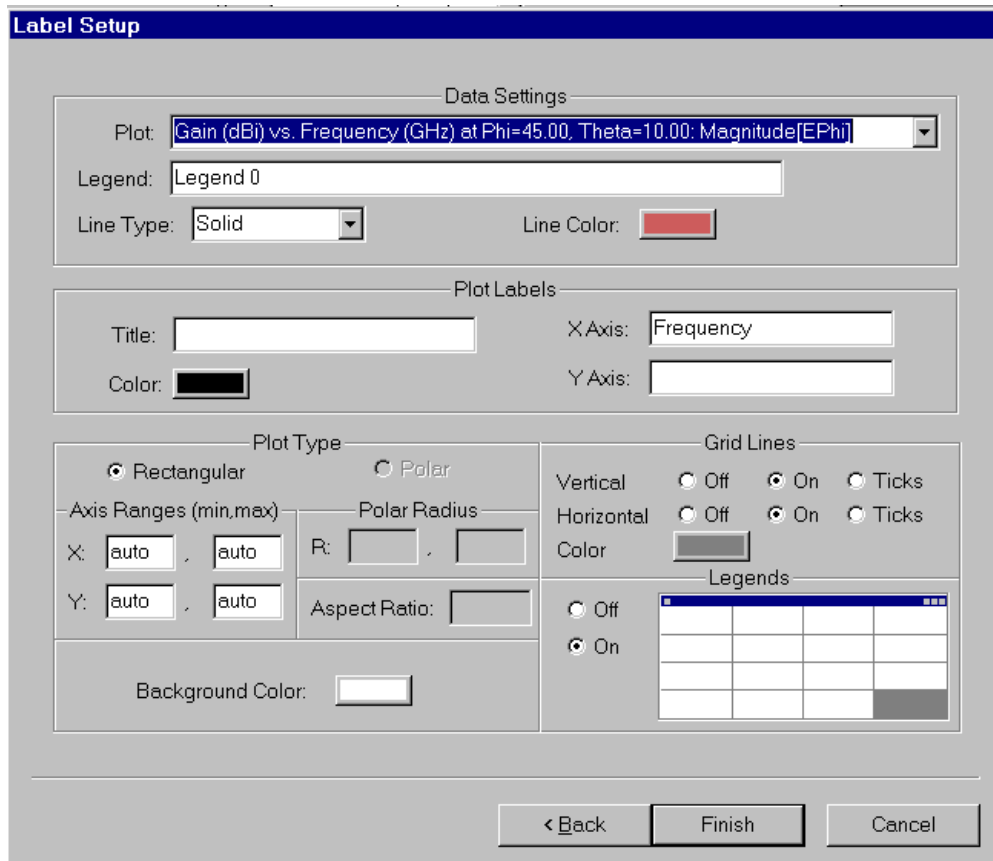 Label Setup
Data Settings
Plot: Gain (dBi) vs. Frequency (GHz) at Phi=45.00, Theta=10.00: Magnitude[EPhi]
Legend: Legend 0
Line Type: Solid Line Color:
Plot Labels
Title: X Axis: Frequency
Color: Y Axis:
Plot Type
Rectangular Polar
Axis Ranges (min,max) Polar Radius
X: auto , auto R: ,
Y: auto , auto Aspect Ratio:
Background Color:
Grid Lines
Vertical Off On Ticks
Horizontal Off On Ticks
Color
Legends
Off
On
< Back Finish Cancel